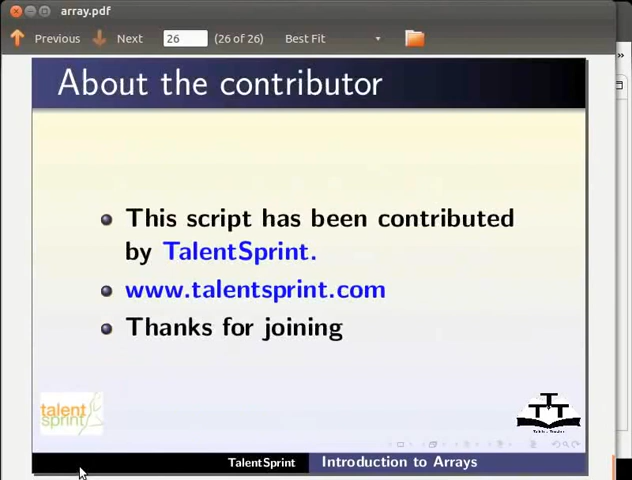 array.pdf
Previous Next 26 (26 of 26) Best Fit
About the contributor
This script has been contributed
by TalentSprint.
www.talentsprint.com
Thanks for joining
talent
sprint
TalentSprint Introduction to Arrays